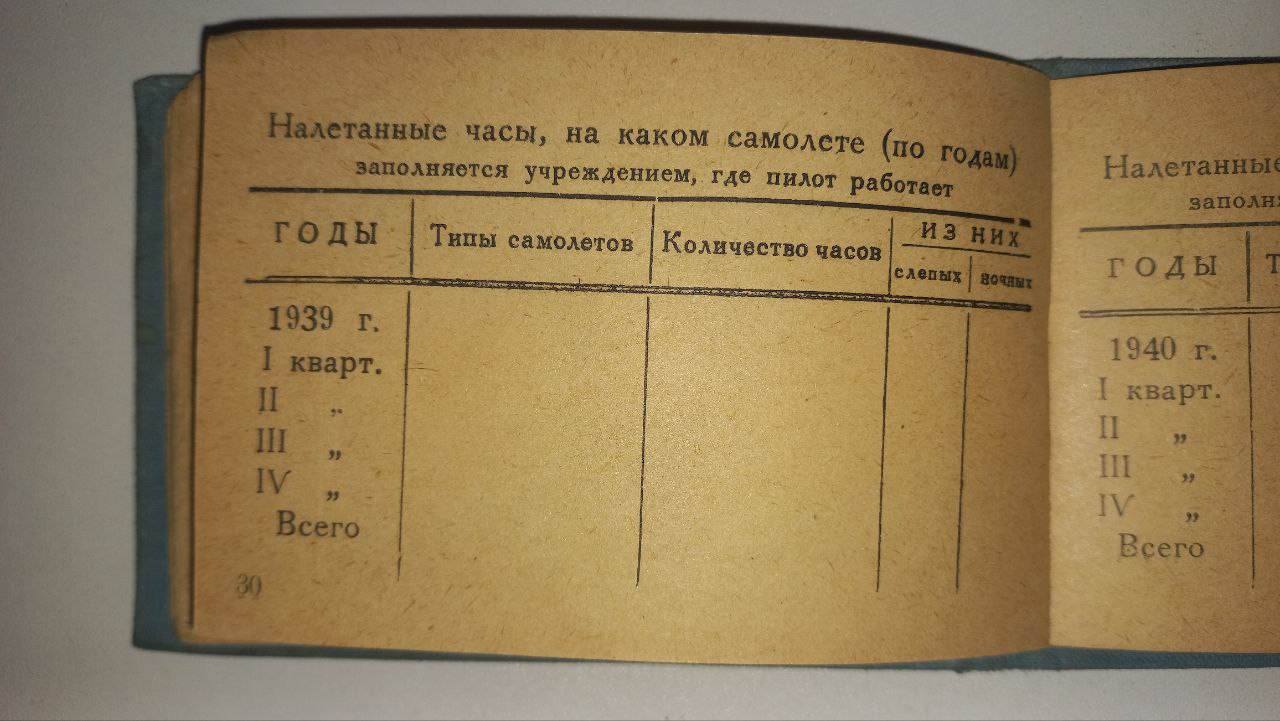 Налетанные часы, на каком самолете (по годам)
заполняется учреждением, где пилот работает
ГОДЫ Типы самолетов Количество часов ИЗ НИХ
слепых ночных
1939 г.
I кварт.
II „
III „
IV „
Всего
30
Налетанные
заполн
ГОДЫ Т
1940 г.
I кварт.
II „
III „
IV „
Всего